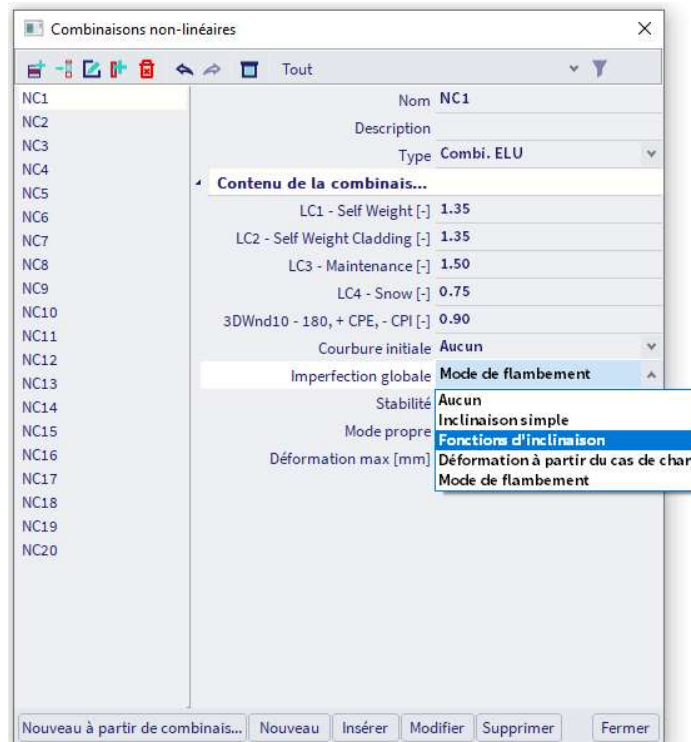 Combinaisons non-linéaires
Tout
NC1
NC2
NC3
NC4
NC5
NC6
NC7
NC8
NC9
NC10
NC11
NC12
NC13
NC14
NC15
NC16
NC17
NC18
NC19
NC20
Nom NC1
Description
Type Combi. ELU
Contenu de la combinais...
LC1 - Self Weight [-] 1.35
LC2 - Self Weight Cladding [-] 1.35
LC3 - Maintenance [-] 1.50
LC4 - Snow [-] 0.75
3DWnd10 - 180, + CPE, - CPI [-] 0.90
Courbure initiale Aucun
Imperfection globale Mode de flambement
Stabilité Aucun
Inclinaison simple
Mode propre Fonctions d'inclinaison
Déformation max [mm] Déformation à partir du cas de char
Mode de flambement
Nouveau à partir de combinais... Nouveau Insérer Modifier Supprimer Fermer